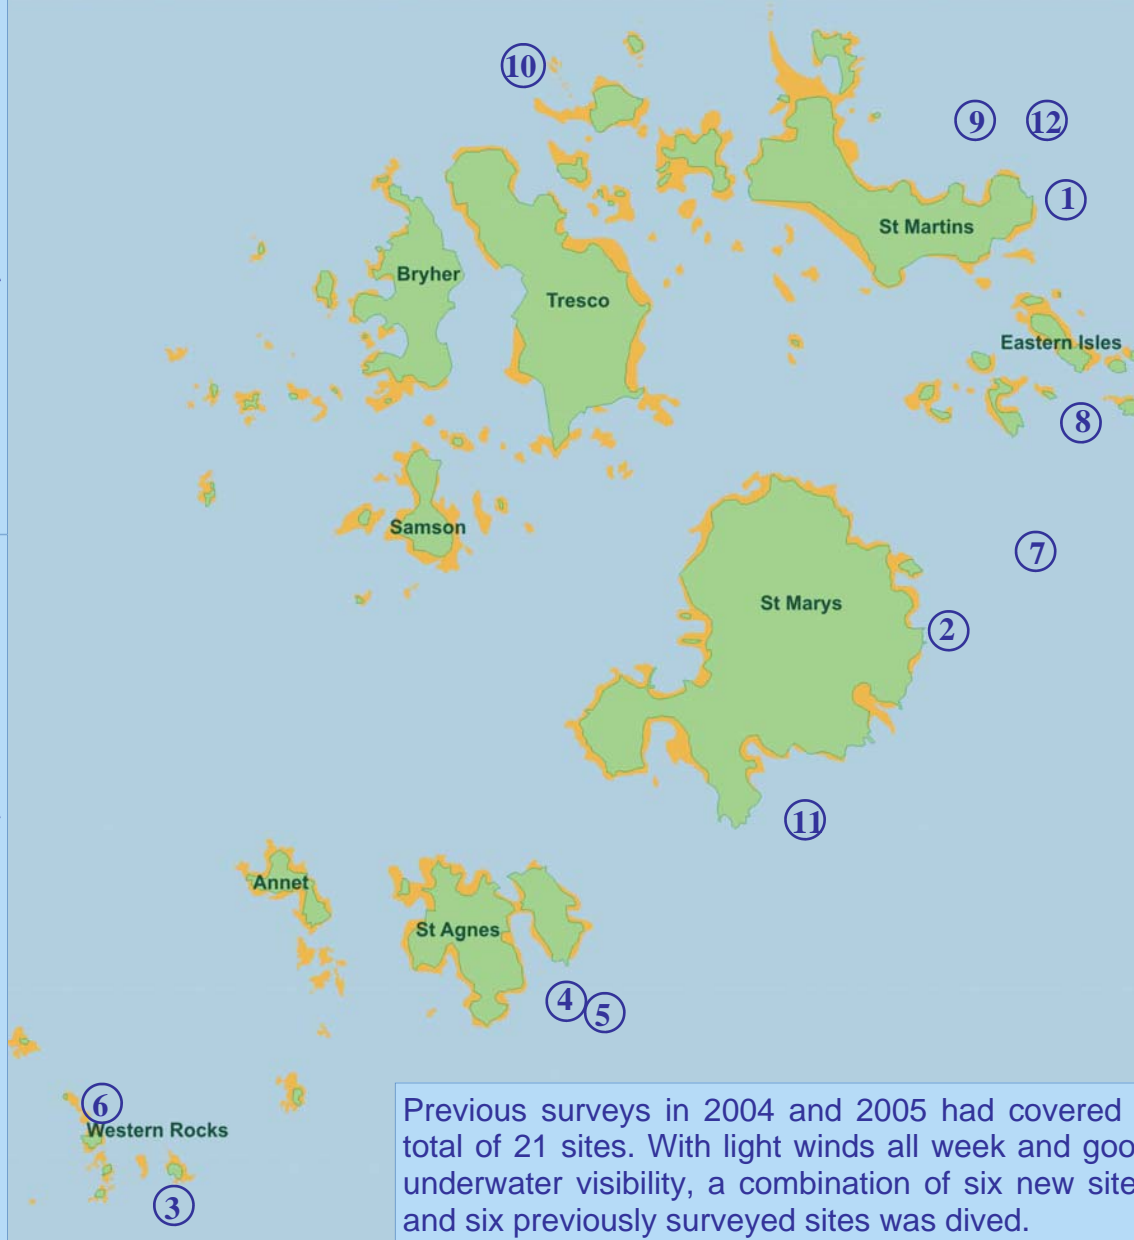 10
9 12
1
St Martins
Bryher
Tresco
Eastern Isles
8
Samson
7
St Marys
2
11
Annet
St Agnes
4 5
6
Western Rocks
3
Previous surveys in 2004 and 2005 had covered
total of 21 sites. With light winds all week and goo
underwater visibility, a combination of six new site
and six previously surveyed sites was dived.